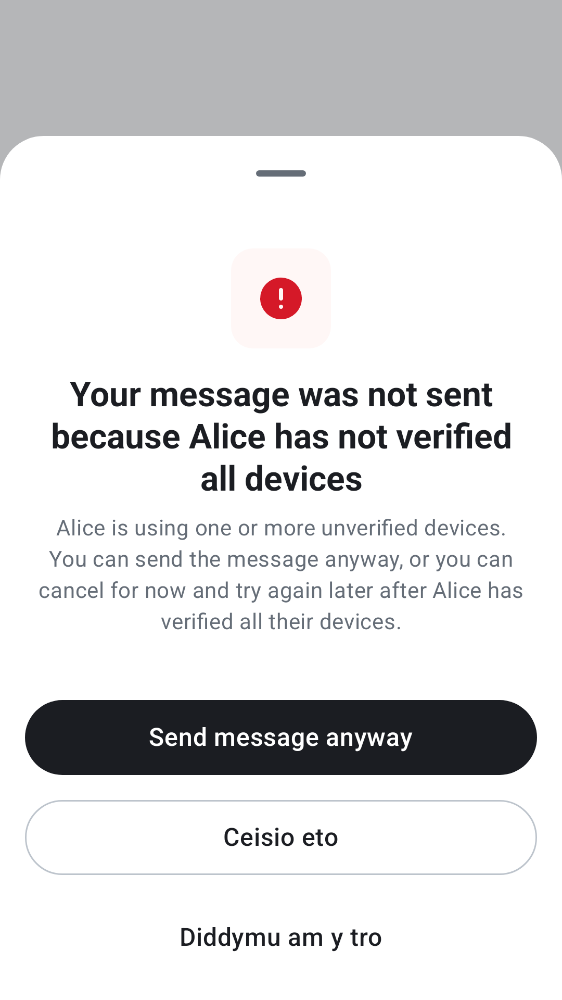 Your message was not sent
because Alice has not verified
all devices
Alice is using one or more unverified devices.
You can send the message anyway, or you can
cancel for now and try again later after Alice has
verified all their devices.
Send message anyway
Ceisio eto
Diddymu am y tro